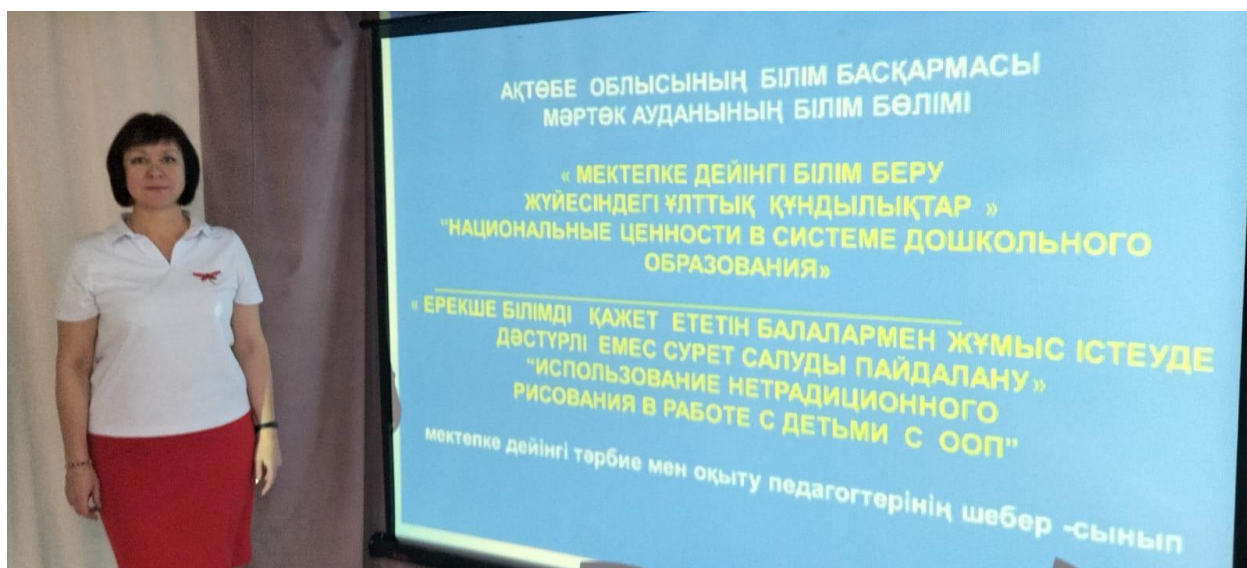 АҚТӨБЕ ОБЛЫСЫНЫҢ БІЛІМ БАСҚАРМАСЫ
МӘРТӨК АУДАНЫНЫҢ БІЛІМ БӨЛІМІ
« МЕКТЕПКЕ ДЕЙІНГІ БІЛІМ БЕРУ
ЖҮЙЕСІНДЕГІ ҰЛТТЫҚ ҚҰНДЫЛЫҚТАР »
"НАЦИОНАЛЬНЫЕ ЦЕННОСТИ В СИСТЕМЕ ДОШКОЛЬНОГО
ОБРАЗОВАНИЯ»
« ЕРЕКШЕ БІЛІМДІ ҚАЖЕТ ЕТЕТІН БАЛАЛАРМЕН ЖҰМЫС ІСТЕУДЕ
ДӘСТҮРЛІ ЕМЕС СУРЕТ САЛУДЫ ПАЙДАЛАНУ»
"ИСПОЛЬЗОВАНИЕ НЕТРАДИЦИОННОГО
РИСОВАНИЯ В РАБОТЕ С ДЕТЬМИ С ООП"
мектепке дейінгі тәрбие мен оқыту педагогтерінің шебер -сынып